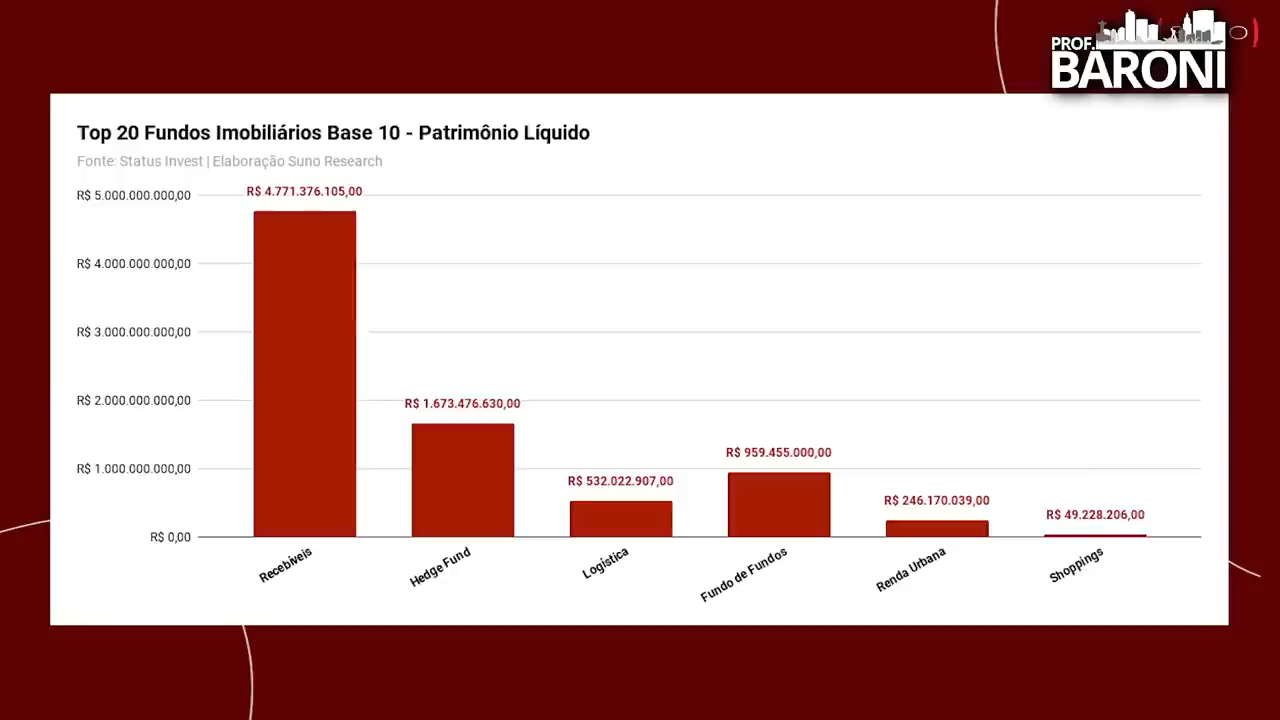 PROF.
BARONI
Top 20 Fundos Imobiliários Base 10 - Patrimônio Líquido
Fonte: Status Invest | Elaboração Suno Research
R$ 5.000.000.000,00
R$ 4.000.000.000,00
R$ 3.000.000.000,00
R$ 2.000.000.000,00
R$ 1.000.000.000,00
R$ 0,00
R$ 4.771.376.105,00
R$ 1.673.476.630,00
R$ 532.022.907,00
R$ 959.455.000,00
R$ 246.170.039,00
R$ 49.228.206,00
Recebíveis
Hedge Fund
Logística
Fundo de Fundos
Renda Urbana
Shoppings